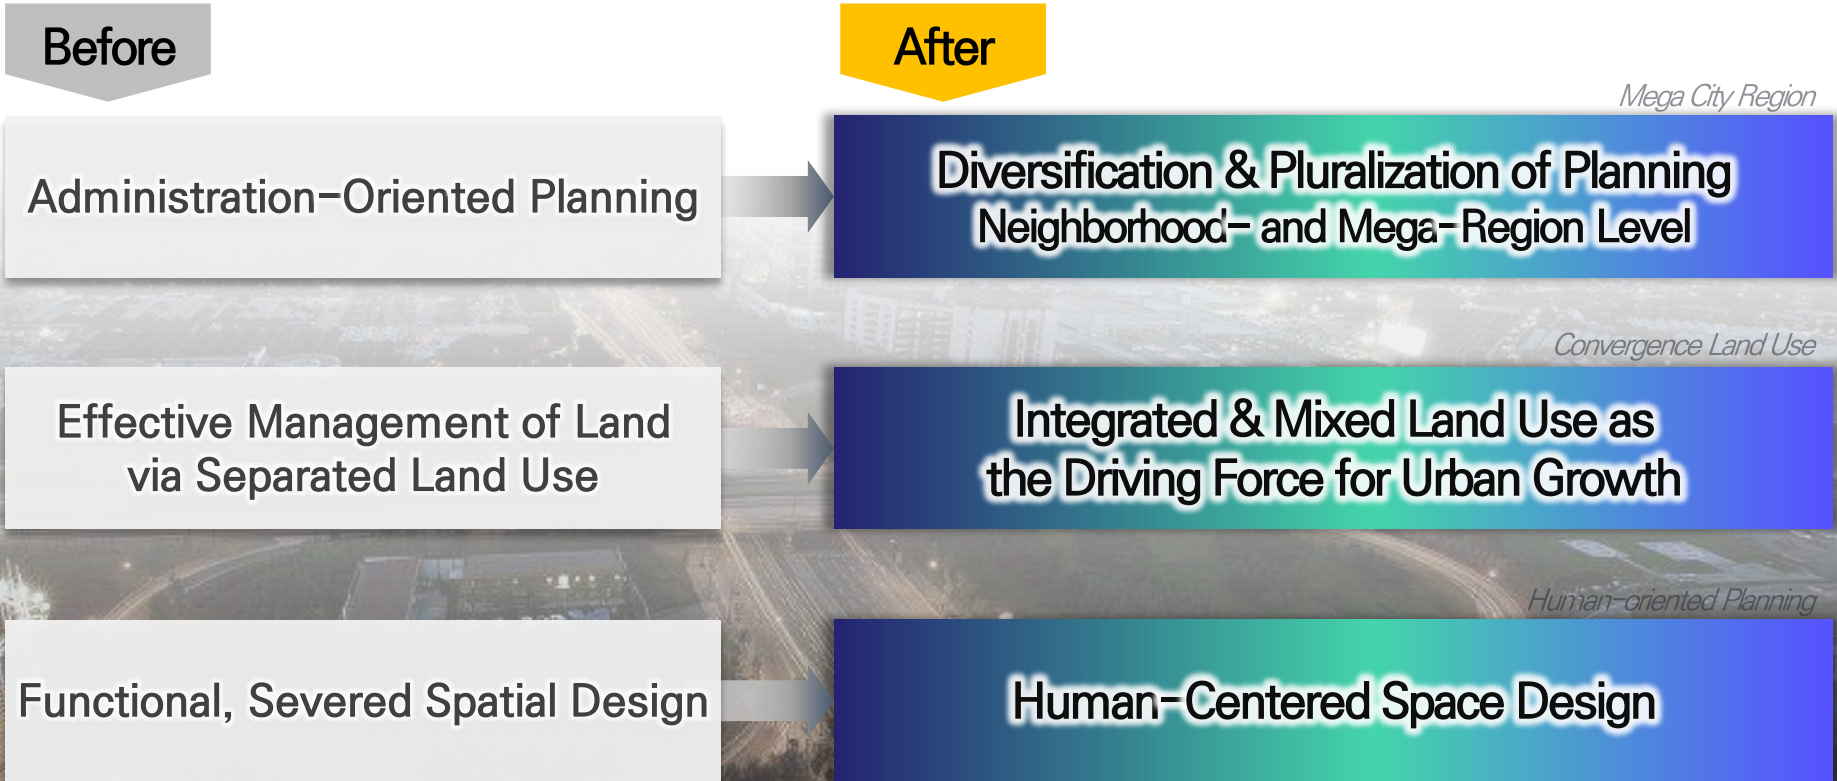 Before
After
Mega City Region
Administration-Oriented Planning
Diversification & Pluralization of Planning
Neighborhood- and Mega-Region Level
Convergence Land Use
Effective Management of Land
via Separated Land Use
Integrated & Mixed Land Use as
the Driving Force for Urban Growth
Human-oriented Planning
Functional, Severed Spatial Design
Human-Centered Space Design